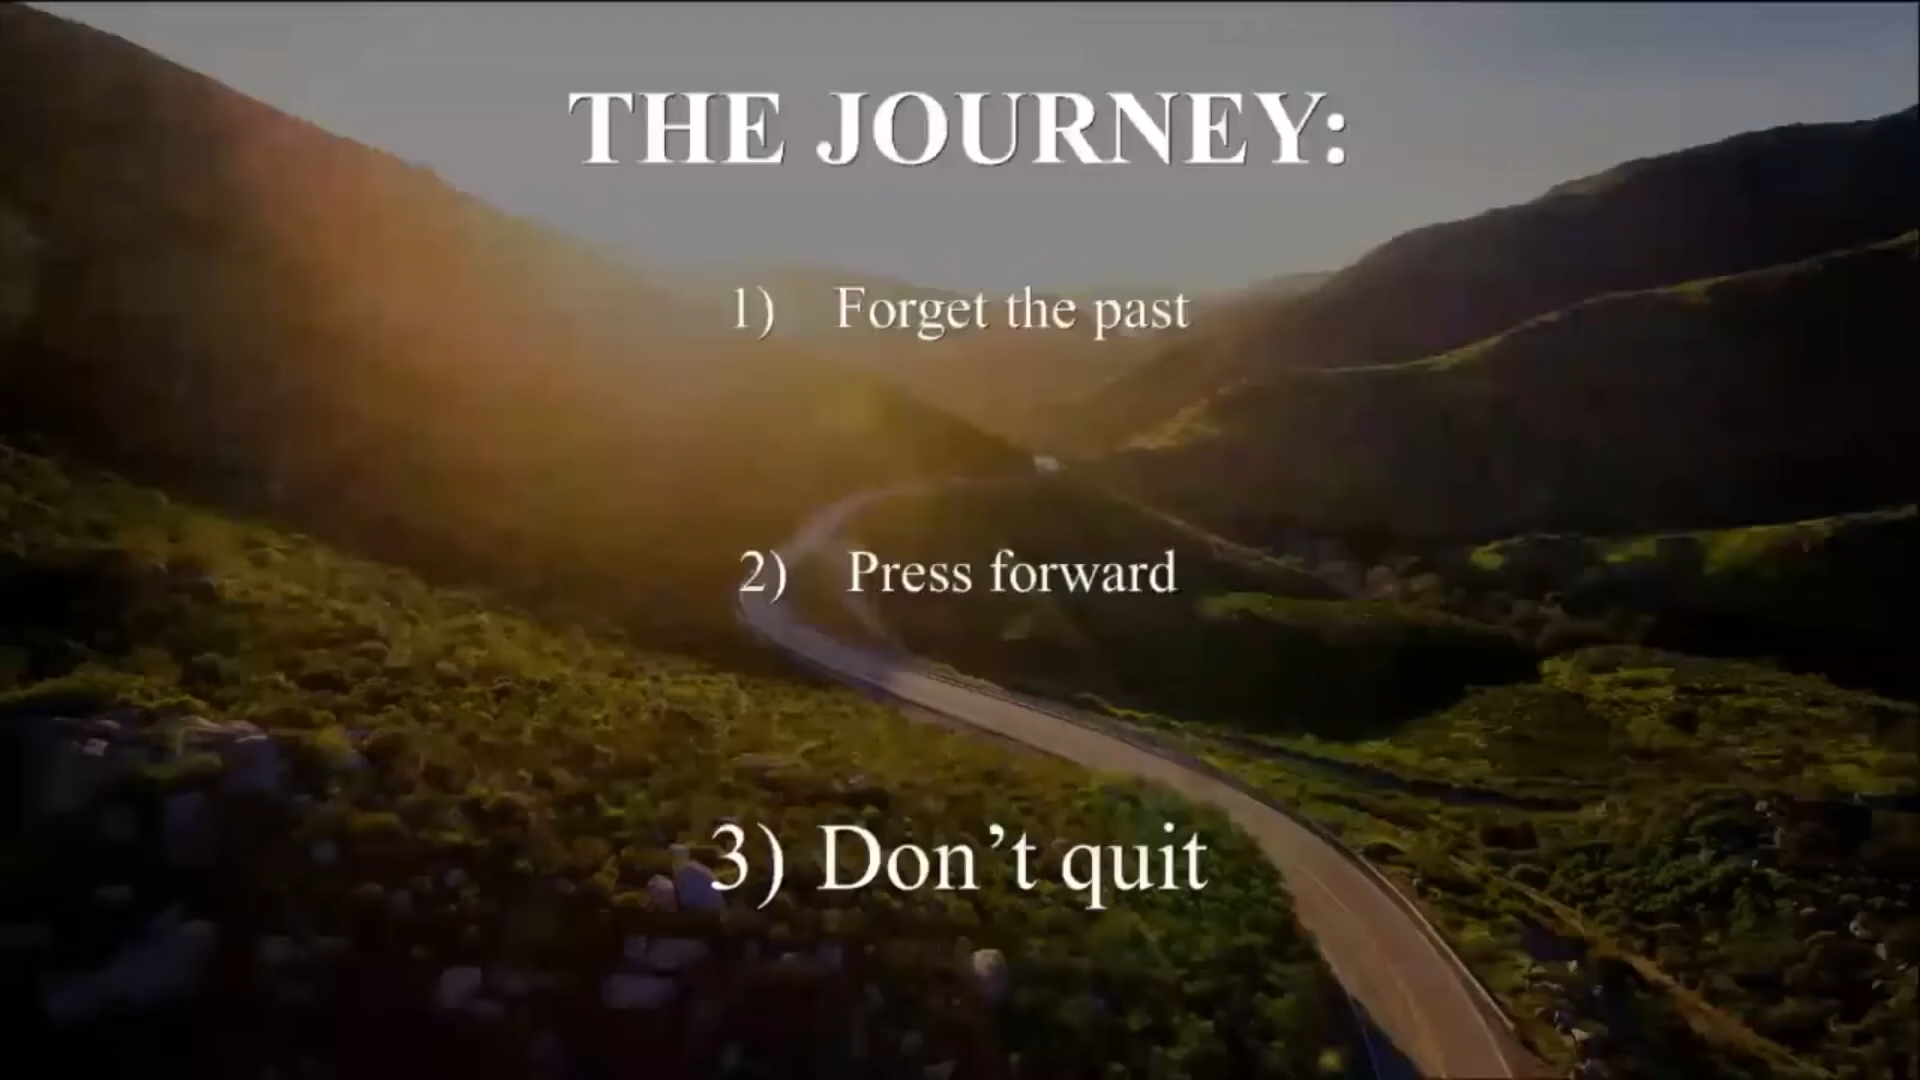 THE JOURNEY:
1) Forget the past
2) Press forward
3) Don’t quit